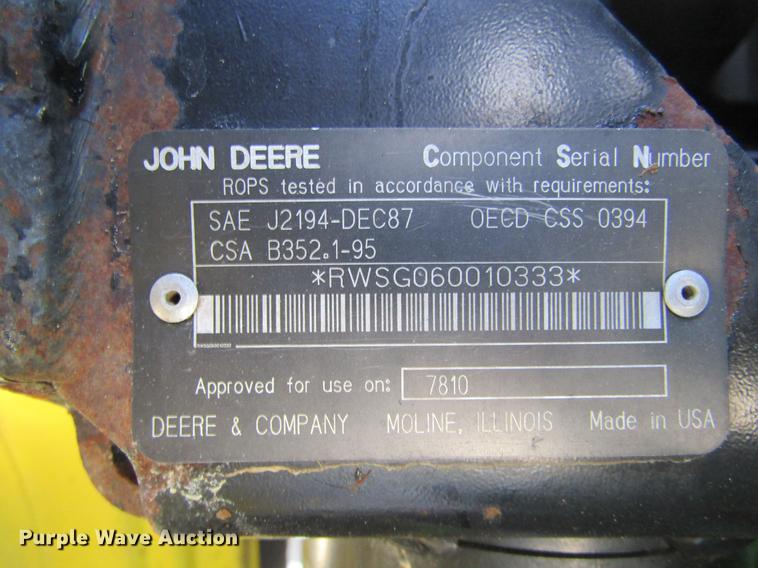 JOHN DEERE Component Serial Number
ROPS tested in accordance with requirements:
SAE J2194-DEC87 OECD CSS 0394
CSA B352.1-95
*RWSG060010333*
Approved for use on: 7810
DEERE & COMPANY MOLINE, ILLINOIS Made in USA
Purple Wave Auction